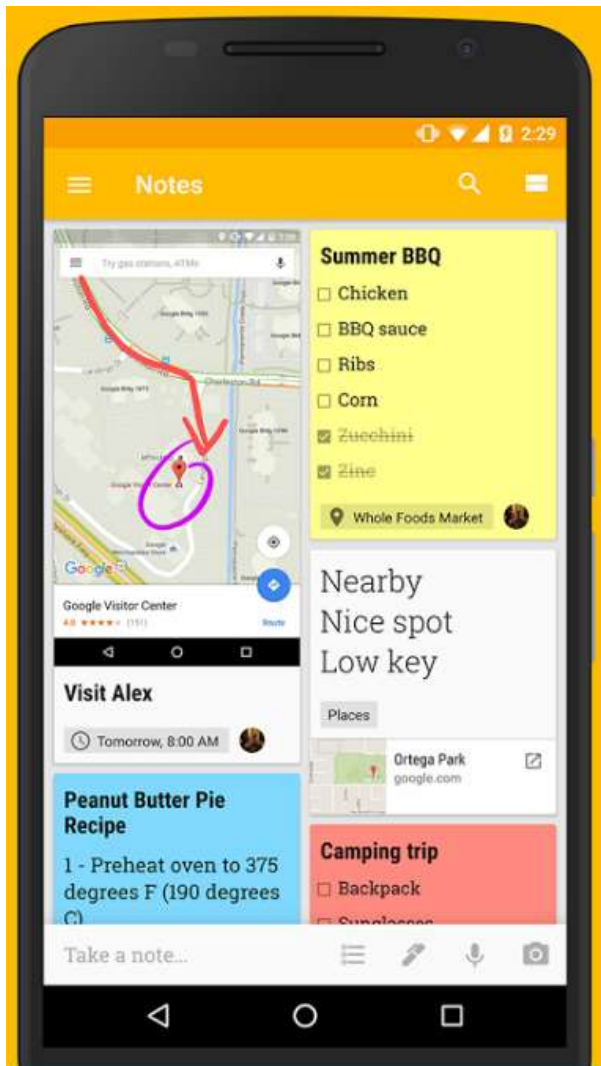 2:29
Notes
Try gas stations, ATMs
Charleston Rd
Google Visitor Center
Google
Google Visitor Center
4.0 (151)
Route
Visit Alex
Tomorrow, 8:00 AM
Peanut Butter Pie
Recipe
1 - Preheat oven to 375
degrees F (190 degrees
C)
Summer BBQ
Chicken
BBQ sauce
Ribs
Corn
Zucchini
Zinc
Whole Foods Market
Nearby
Nice spot
Low key
Places
Ortega Park
google.com
Camping trip
Backpack
Sunglasses
Take a note...